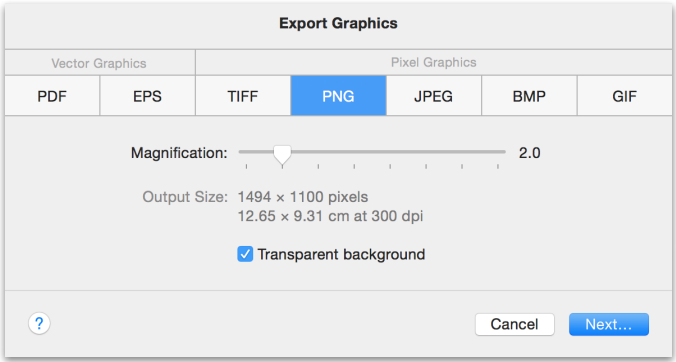 Export Graphics
Vector Graphics
Pixel Graphics
PDF
EPS
TIFF
PNG
JPEG
BMP
GIF
Magnification:
2.0
Output Size: 1494 × 1100 pixels
12.65 × 9.31 cm at 300 dpi
Transparent background
?
Cancel
Next...